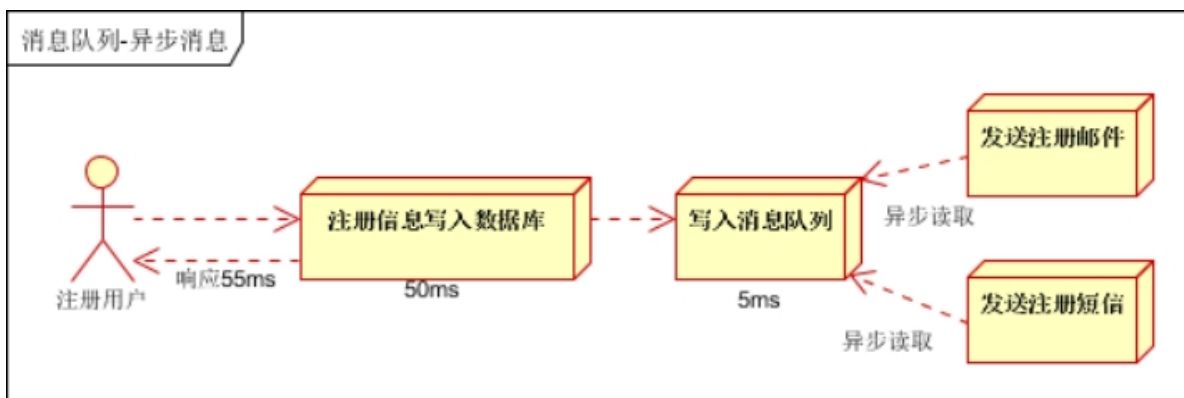 消息队列-异步消息
发送注册邮件
注册信息写入数据库
写入消息队列
异步读取
响应55ms
50ms
5ms
注册用户
发送注册短信
异步读取